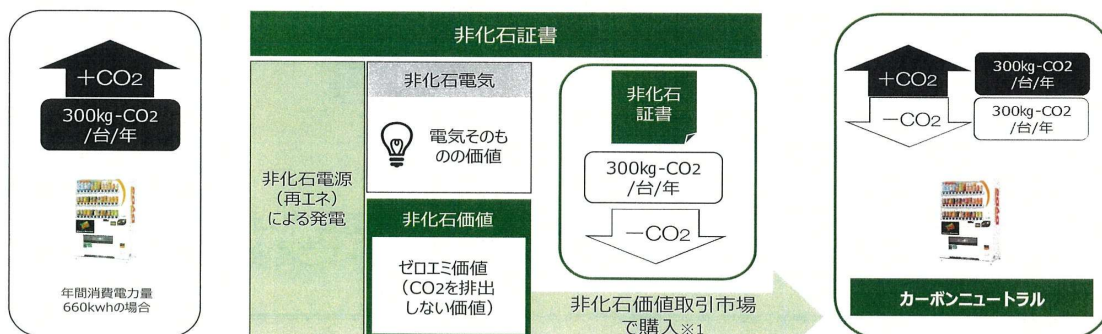 +CO2
300kg-CO2
/台/年
年間消費電力量
660kwhの場合
非化石証書
非化石電源
(再エネ)
による発電
非化石電気
電気そのも
のの価値
非化石価値
ゼロエミ価値
(CO2を排出
しない価値)
非化石
証書
300kg-CO2
/台/年
-CO2
非化石価値取引市場
で購入※1
+CO2
300kg-CO2
/台/年
-CO2
300kg-CO2
/台/年
カーボンニュートラル